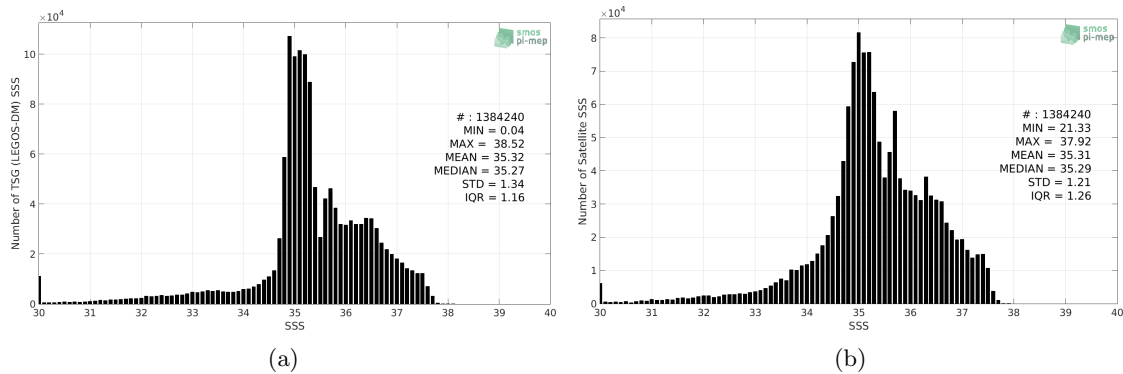 ×10⁴
smos
pi-mep
Number of TSG (LEGOS-DM) SSS
10
8
6
4
2
0
# : 1384240
MIN = 0.04
MAX = 38.52
MEAN = 35.32
MEDIAN = 35.27
STD = 1.34
IQR = 1.16
30 31 32 33 34 35 36 37 38 39 40
SSS
(a)
×10⁴
smos
pi-mep
Number of Satellite SSS
8
7
6
5
4
3
2
1
0
# : 1384240
MIN = 21.33
MAX = 37.92
MEAN = 35.31
MEDIAN = 35.29
STD = 1.21
IQR = 1.26
30 31 32 33 34 35 36 37 38 39 40
SSS
(b)